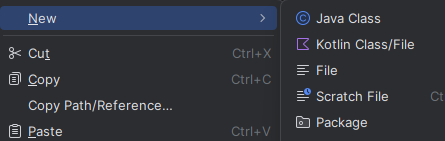 New
Cut Ctrl+X
Copy Ctrl+C
Copy Path/Reference...
Paste Ctrl+V
Java Class
Kotlin Class/File
File
Scratch File Ct
Package